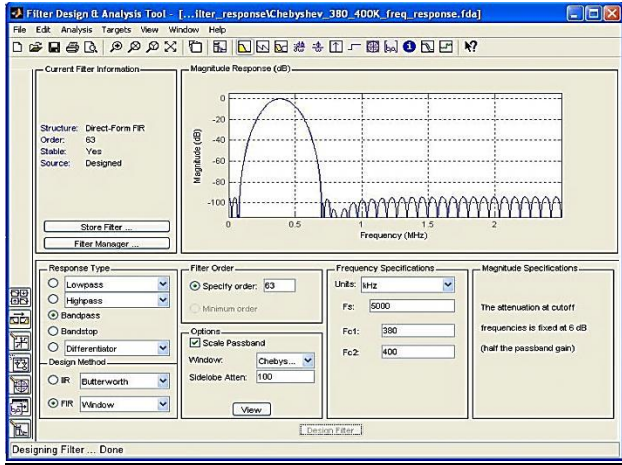 Filter Design & Analysis Tool - [...ilter_response\Chebyshev_380_400K_freq_response.fda]
File Edit Analysis Targets View Window Help
Current Filter Information
Structure: Direct-Form FIR
Order: 63
Stable: Yes
Source: Designed
Store Filter ...
Filter Manager ...
Magnitude Response (dB)
Magnitude (dB)
0
-20
-40
-60
-80
-100
0 0.5 1 1.5 2
Frequency (MHz)
Response Type
Lowpass
Highpass
Bandpass
Bandstop
Differentiator
Design Method
IIR Butterworth
FIR Window
Filter Order
Specify order: 63
Minimum order
Options
Scale Passband
Window: Chebys...
Sidelobe Atten: 100
View
Frequency Specifications
Units: kHz
Fs: 5000
Fc1: 380
Fc2: 400
Magnitude Specifications
The attenuation at cutoff
frequencies is fixed at 6 dB
(half the passband gain)
Design Filter
Designing Filter ... Done